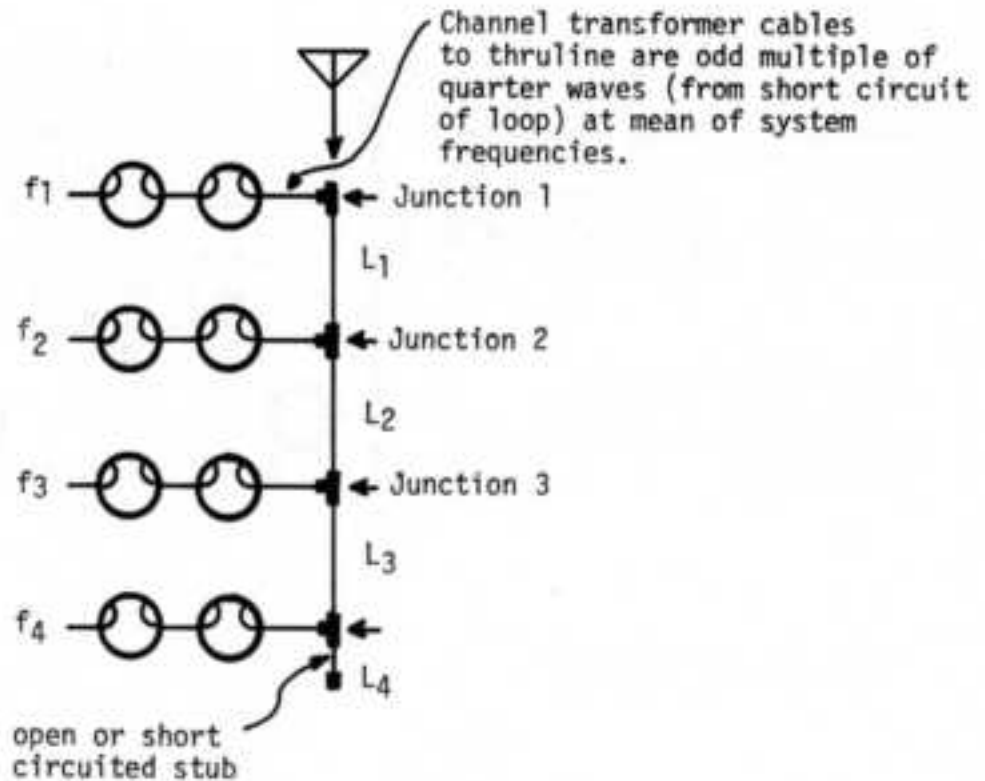 Channel transformer cables
to thruline are odd multiple of
quarter waves (from short circuit
of loop) at mean of system
frequencies.
f1
Junction 1
L1
f2
Junction 2
L2
f3
Junction 3
L3
f4
L4
open or short
circuited stub